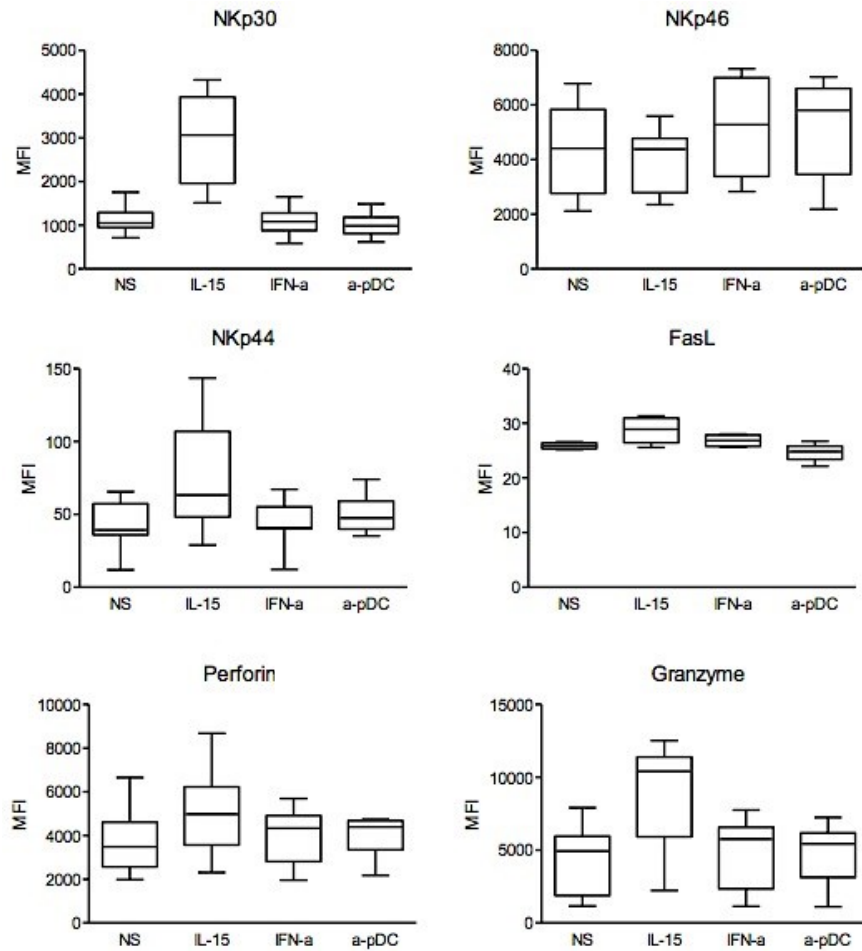 NKp30
5000
4000
3000
2000
1000
0
MFI
NS IL-15 IFN-a a-pDC
NKp46
8000
6000
4000
2000
0
MFI
NS IL-15 IFN-a a-pDC
NKp44
150
100
50
0
MFI
NS IL-15 IFN-a a-pDC
FasL
40
30
20
10
0
MFI
NS IL-15 IFN-a a-pDC
Perforin
10000
8000
6000
4000
2000
0
MFI
NS IL-15 IFN-a a-pDC
Granzyme
15000
10000
5000
0
MFI
NS IL-15 IFN-a a-pDC